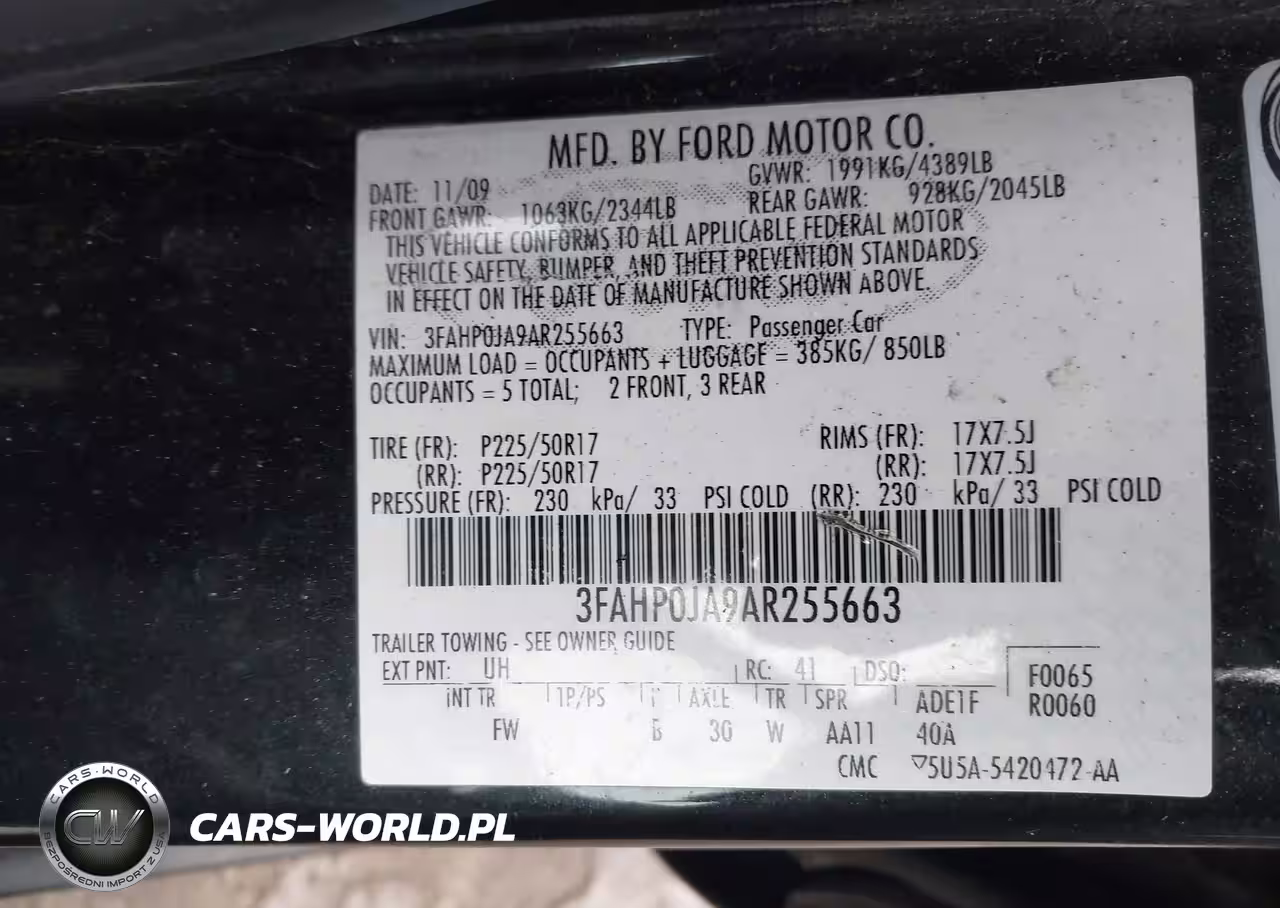 MFD. BY FORD MOTOR CO.
DATE: 11/09 GVWR: 1991KG/4389LB
FRONT GAWR: 1063KG/2344LB REAR GAWR: 928KG/2045LB
THIS VEHICLE CONFORMS TO ALL APPLICABLE FEDERAL MOTOR
VEHICLE SAFETY, BUMPER, AND THEFT PREVENTION STANDARDS
IN EFFECT ON THE DATE OF MANUFACTURE SHOWN ABOVE.
VIN: 3FAHP0JA9AR255663 TYPE: Passenger Car
MAXIMUM LOAD = OCCUPANTS + LUGGAGE = 385KG/ 850LB
OCCUPANTS = 5 TOTAL; 2 FRONT, 3 REAR
TIRE (FR): P225/50R17 RIMS (FR): 17X7.5J
(RR): P225/50R17 (RR): 17X7.5J
PRESSURE (FR): 230 kPa/ 33 PSI COLD (RR): 230 kPa/ 33 PSI COLD
3FAHP0JA9AR255663
TRAILER TOWING - SEE OWNER GUIDE
EXT PNT: UH RC: 41 DSO: F0065
INT TR TP/PS AXLE TR SPR ADE1F R0060
FW 30 W AA11 40A
CMC ▽5U5A-5420472-AA
CARS-WORLD
CW
BEZPOŚREDNI IMPORT Z USA
CARS-WORLD.PL